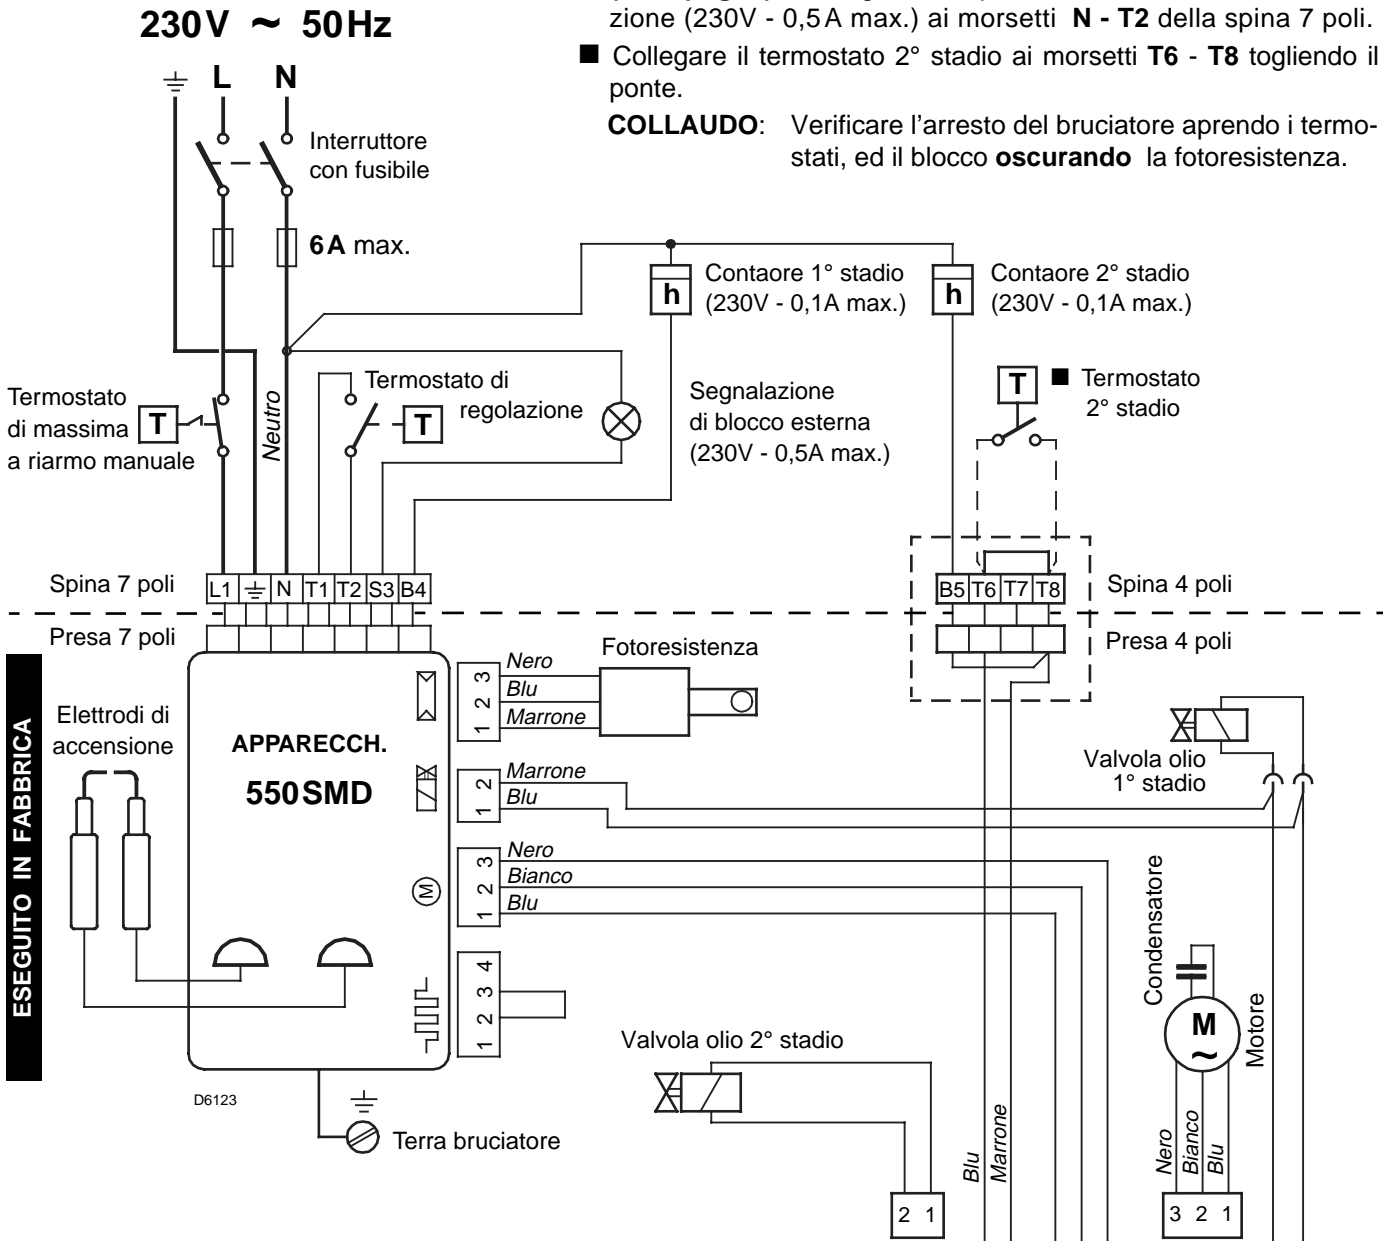 230V ~ 50Hz
zione (230V - 0,5A max.) ai morsetti N - T2 della spina 7 poli.
■ Collegare il termostato 2° stadio ai morsetti T6 - T8 togliendo il
ponte.
COLLAUDO: Verificare l'arresto del bruciatore aprendo i termo-
stati, ed il blocco oscurando la fotoresistenza.
L N
Interruttore
con fusibile
6A max.
h
Contaore 1° stadio
(230V - 0,1A max.)
h
Contaore 2° stadio
(230V - 0,1A max.)
Termostato
di massima
a riarmo manuale
T
Neutro
Termostato di
regolazione
T
Segnalazione
di blocco esterna
(230V - 0,5A max.)
T
■ Termostato
2° stadio
Spina 7 poli
L1 N T1 T2 S3 B4
B5 T6 T7 T8
Spina 4 poli
Presa 7 poli
Presa 4 poli
ESEGUITO IN FABBRICA
Elettrodi di
accensione
APPARECCH.
550SMD
3
2
1
Nero
Blu
Marrone
Fotoresistenza
2
1
Marrone
Blu
Valvola olio
1° stadio
M
3
2
1
Nero
Bianco
Blu
4
3
2
1
Condensatore
M
~
Motore
Valvola olio 2° stadio
D6123
Terra bruciatore
2 1
Blu
Marrone
Nero
Bianco
Blu
3 2 1